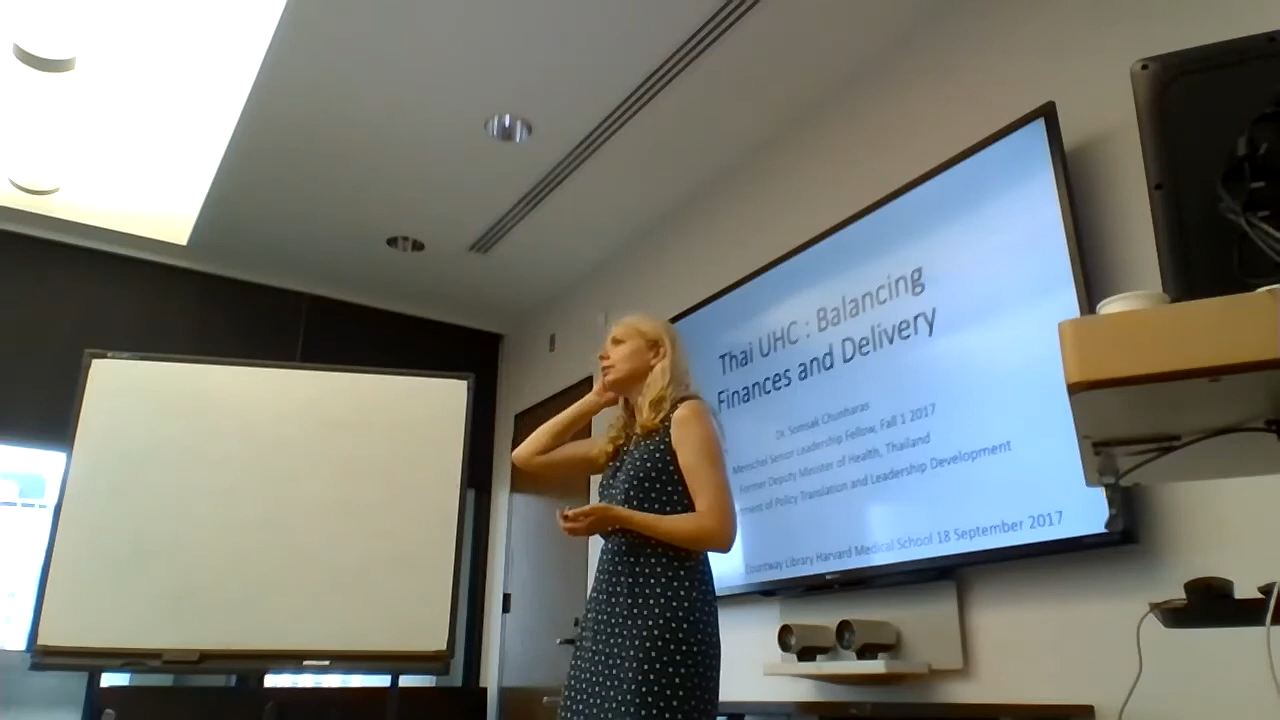 Thai UHC : Balancing
Finances and Delivery
Dr. Somsak Chunharas
Menschel Senior Leadership Fellow, Fall 1 2017
Former Deputy Minister of Health, Thailand
of Policy Translation and Leadership Development
Countway Library Harvard Medical School 18 September 2017